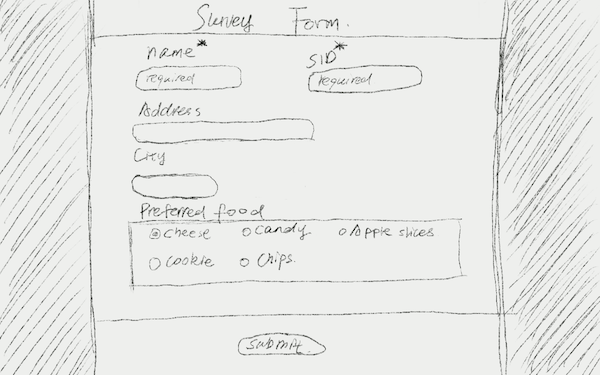 Survey Form.
name* SID*
required required
Address
City
Preferred food
cheese candy Apple slices
cookie chips.
submit.